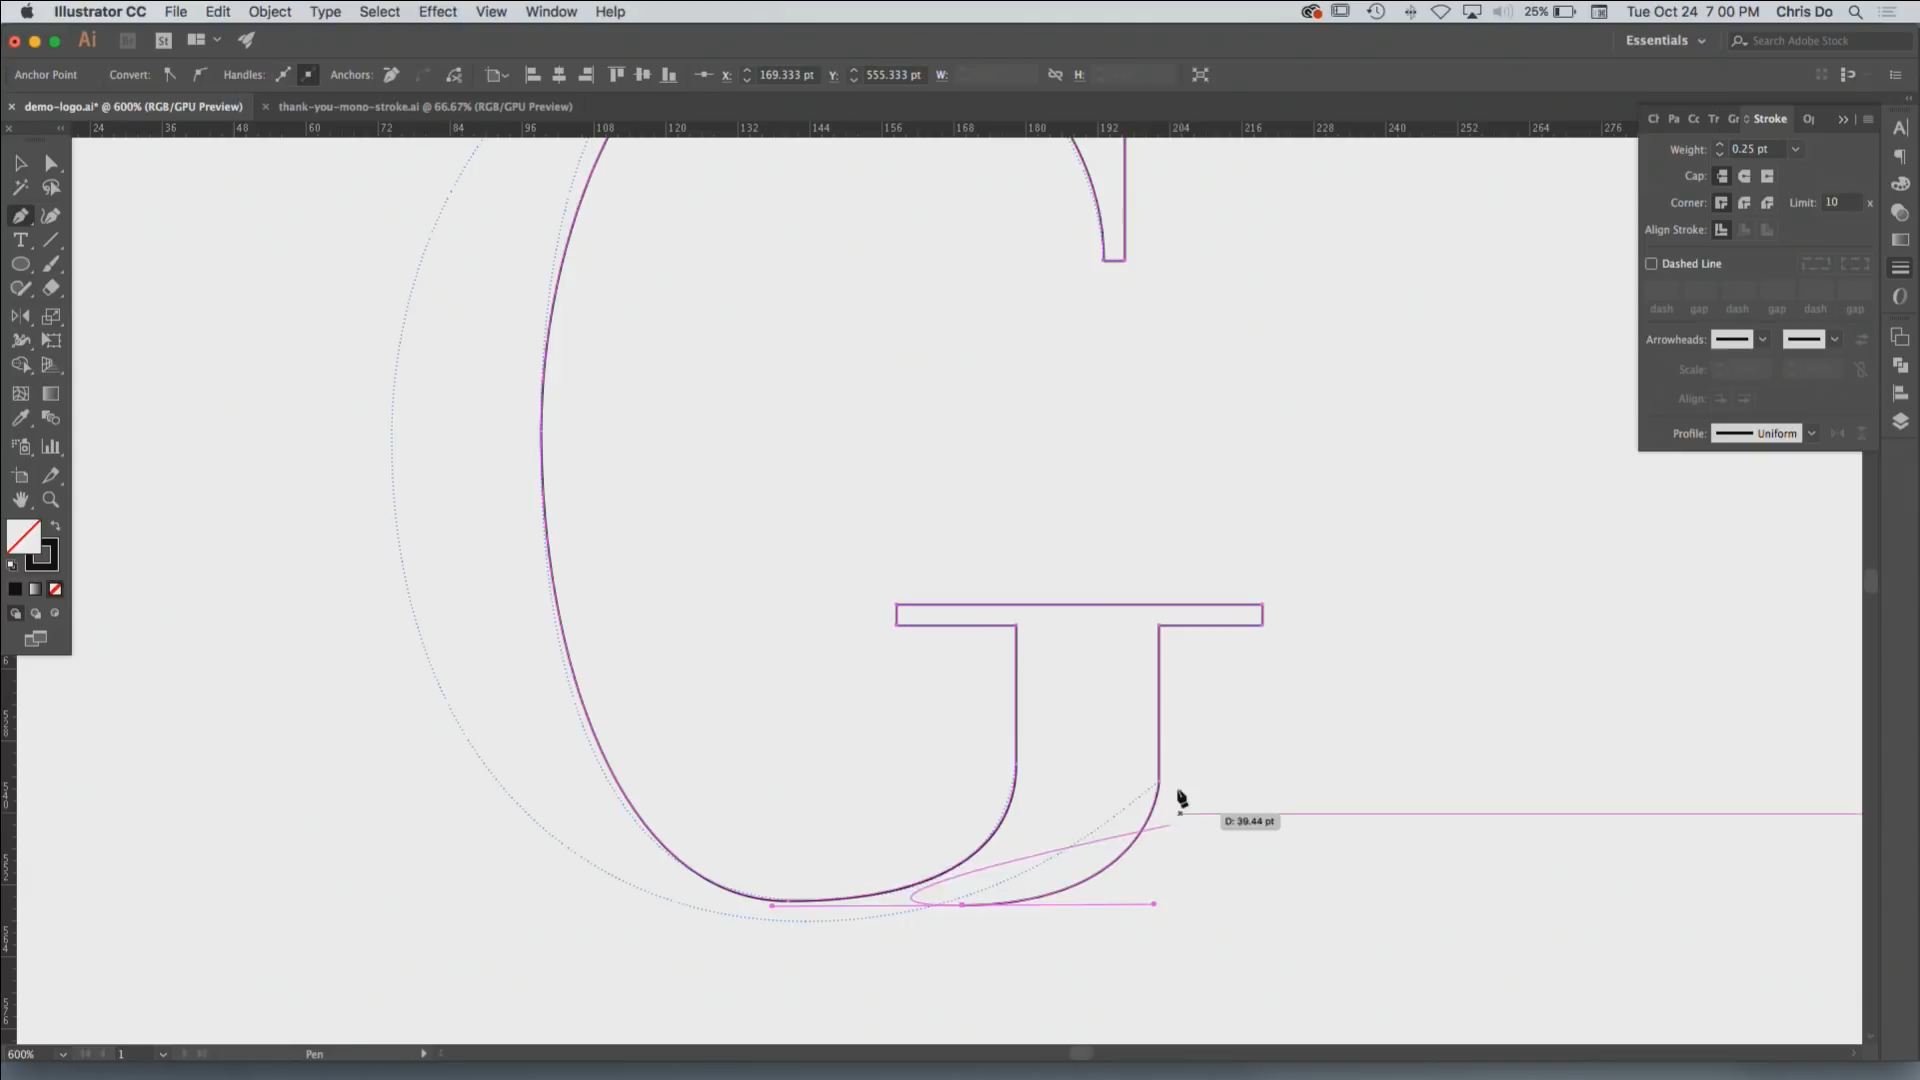 Illustrator CC File Edit Object Type Select Effect View Window Help 25% Tue Oct 24 7:00 PM Chris Do
Ai Br St Essentials Search Adobe Stock
Anchor Point Convert: Handles: Anchors: X: 169.333 pt Y: 555.333 pt W: H:
× demo-logo.ai* @ 600% (RGB/GPU Preview) × thank-you-mono-stroke.ai @ 66.67% (RGB/GPU Preview)
24 36 48 60 72 84 96 108 120 132 144 156 168 180 192 204 216 228 240 252 264 276
Stroke
Weight: 0.25 pt
Cap:
Corner: Limit: 10 x
Align Stroke:
Dashed Line
dash gap dash gap dash gap
Arrowheads:
Scale:
Align:
Profile: Uniform
D: 39.44 pt
600% 1 Pen